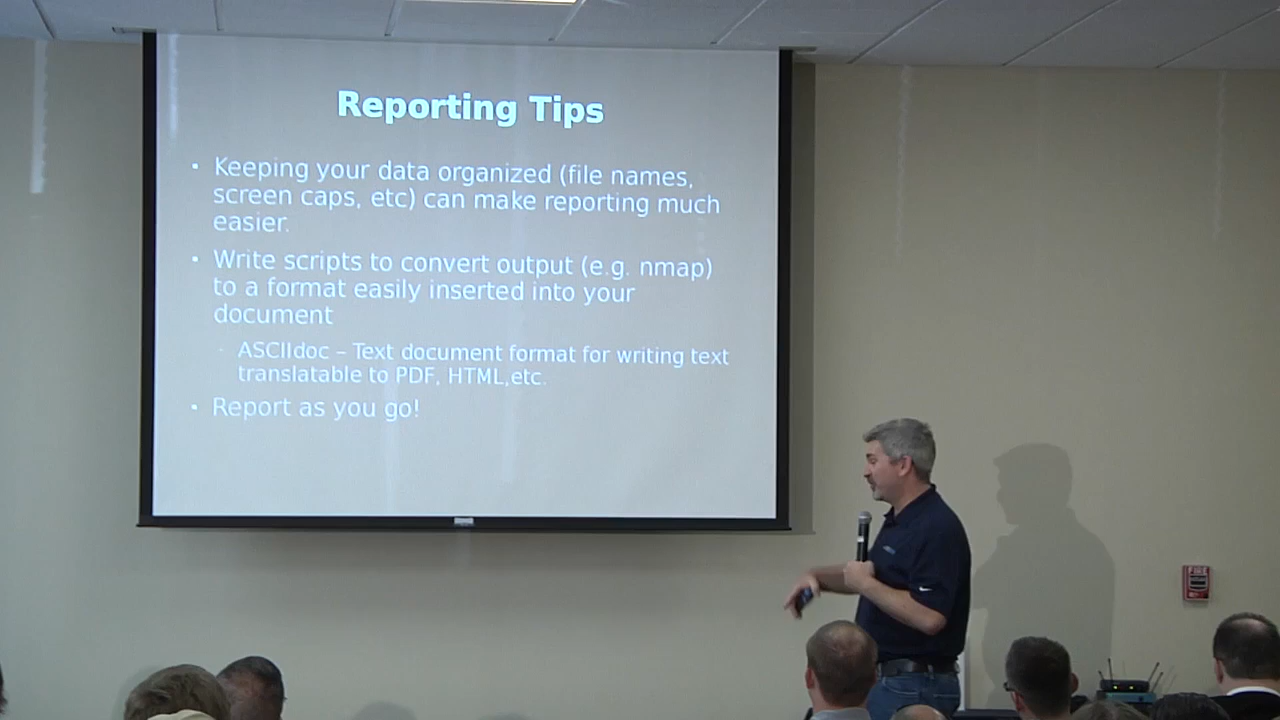 Reporting Tips
• Keeping your data organized (file names,
screen caps, etc) can make reporting much
easier.
• Write scripts to convert output (e.g. nmap)
to a format easily inserted into your
document
- ASCIIdoc – Text document format for writing text
translatable to PDF, HTML,etc.
• Report as you go!
FIRE